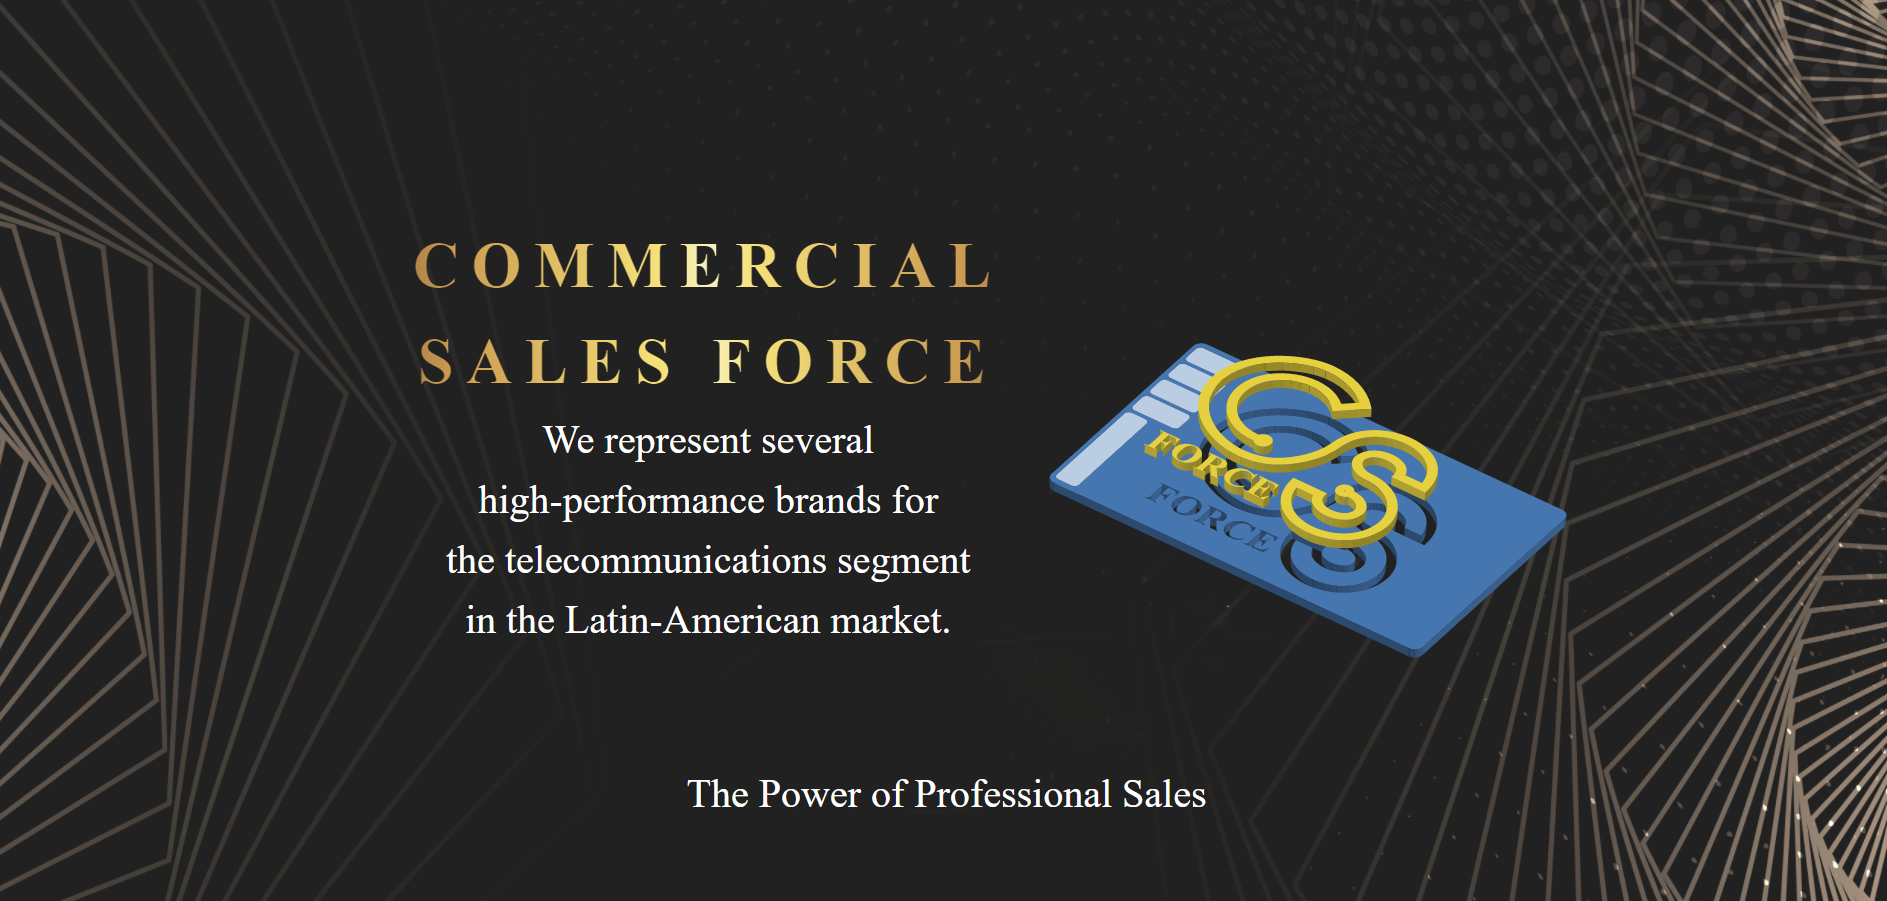 COMMERCIAL
SALES FORCE
We represent several
high-performance brands for
the telecommunications segment
in the Latin-American market.
CS
FORCE
FORCE
The Power of Professional Sales